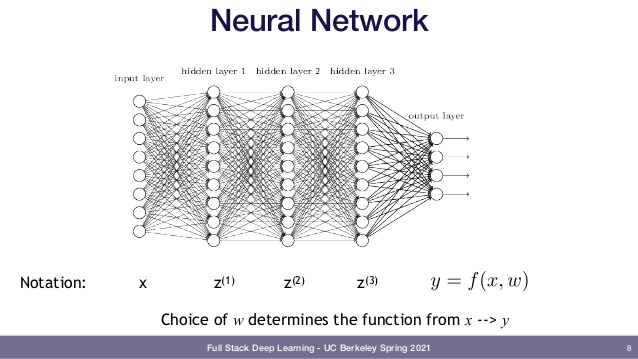 Neural Network
hidden layer 1 hidden layer 2 hidden layer 3
input layer
output layer
Notation: x z(1) z(2) z(3) y = f(x, w)
Choice of w determines the function from x --> y
Full Stack Deep Learning - UC Berkeley Spring 2021 8